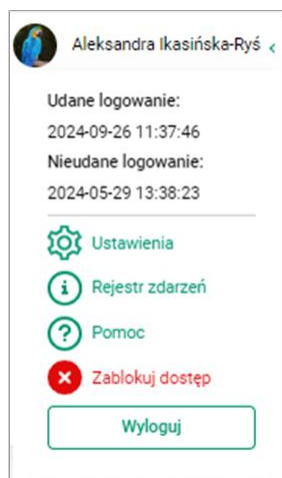 Aleksandra Ikasińska-Ryś
Udane logowanie:
2024-09-26 11:37:46
Nieudane logowanie:
2024-05-29 13:38:23
Ustawienia
Rejestr zdarzeń
Pomoc
Zablokuj dostęp
Wyloguj